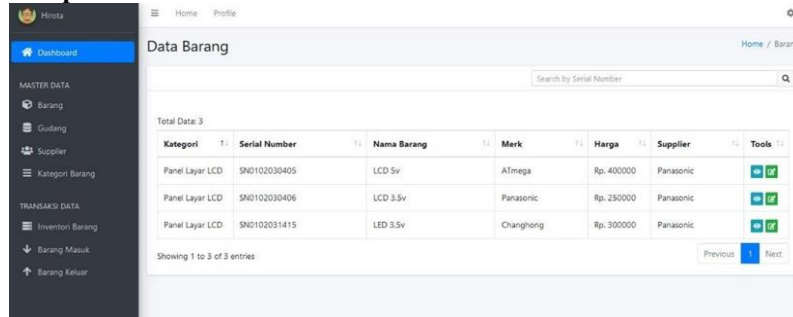 Hirota
Home Profile
Dashboard
Data Barang
Home / Baran
MASTER DATA
Search by Serial Number
Barang
Gudang
Supplier
Kategori Barang
TRANSAKSI DATA
Inventori Barang
Barang Masuk
Barang Keluar
Total Data: 3
Kategori Serial Number Nama Barang Merk Harga Supplier Tools
Panel Layar LCD SN0102030405 LCD 5v ATmega Rp. 400000 Panasonic
Panel Layar LCD SN0102030406 LCD 3.5v Panasonic Rp. 250000 Panasonic
Panel Layar LCD SN0102031415 LED 3.5v Changhong Rp. 300000 Panasonic
Showing 1 to 3 of 3 entries
Previous 1 Next